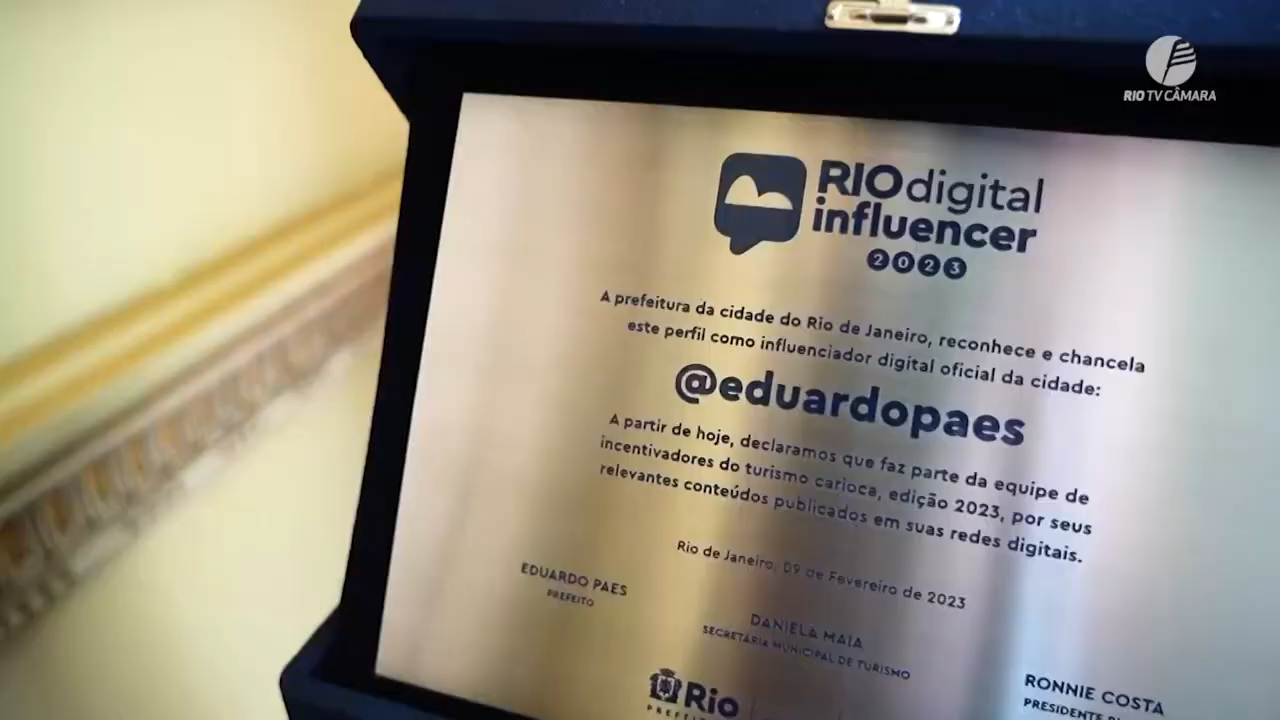 RIO TV CÂMARA
RIOdigital
influencer
2023
A prefeitura da cidade do Rio de Janeiro, reconhece e chancela
este perfil como influenciador digital oficial da cidade:
@eduardopaes
A partir de hoje, declaramos que faz parte da equipe de
incentivadores do turismo carioca, edição 2023, por seus
relevantes conteúdos publicados em suas redes digitais.
Rio de Janeiro, 09 de Fevereiro de 2023
EDUARDO PAES
PREFEITO
DANIELA MAIA
SECRETÁRIA MUNICIPAL DE TURISMO
RONNIE COSTA
PRESIDENTE
Rio